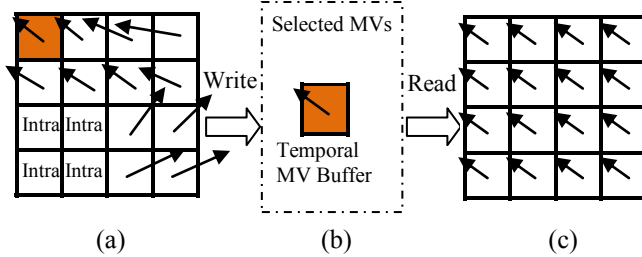 Selected MVs
Write
Read
Intra Intra
Intra Intra
Temporal
MV Buffer
(a) (b) (c)